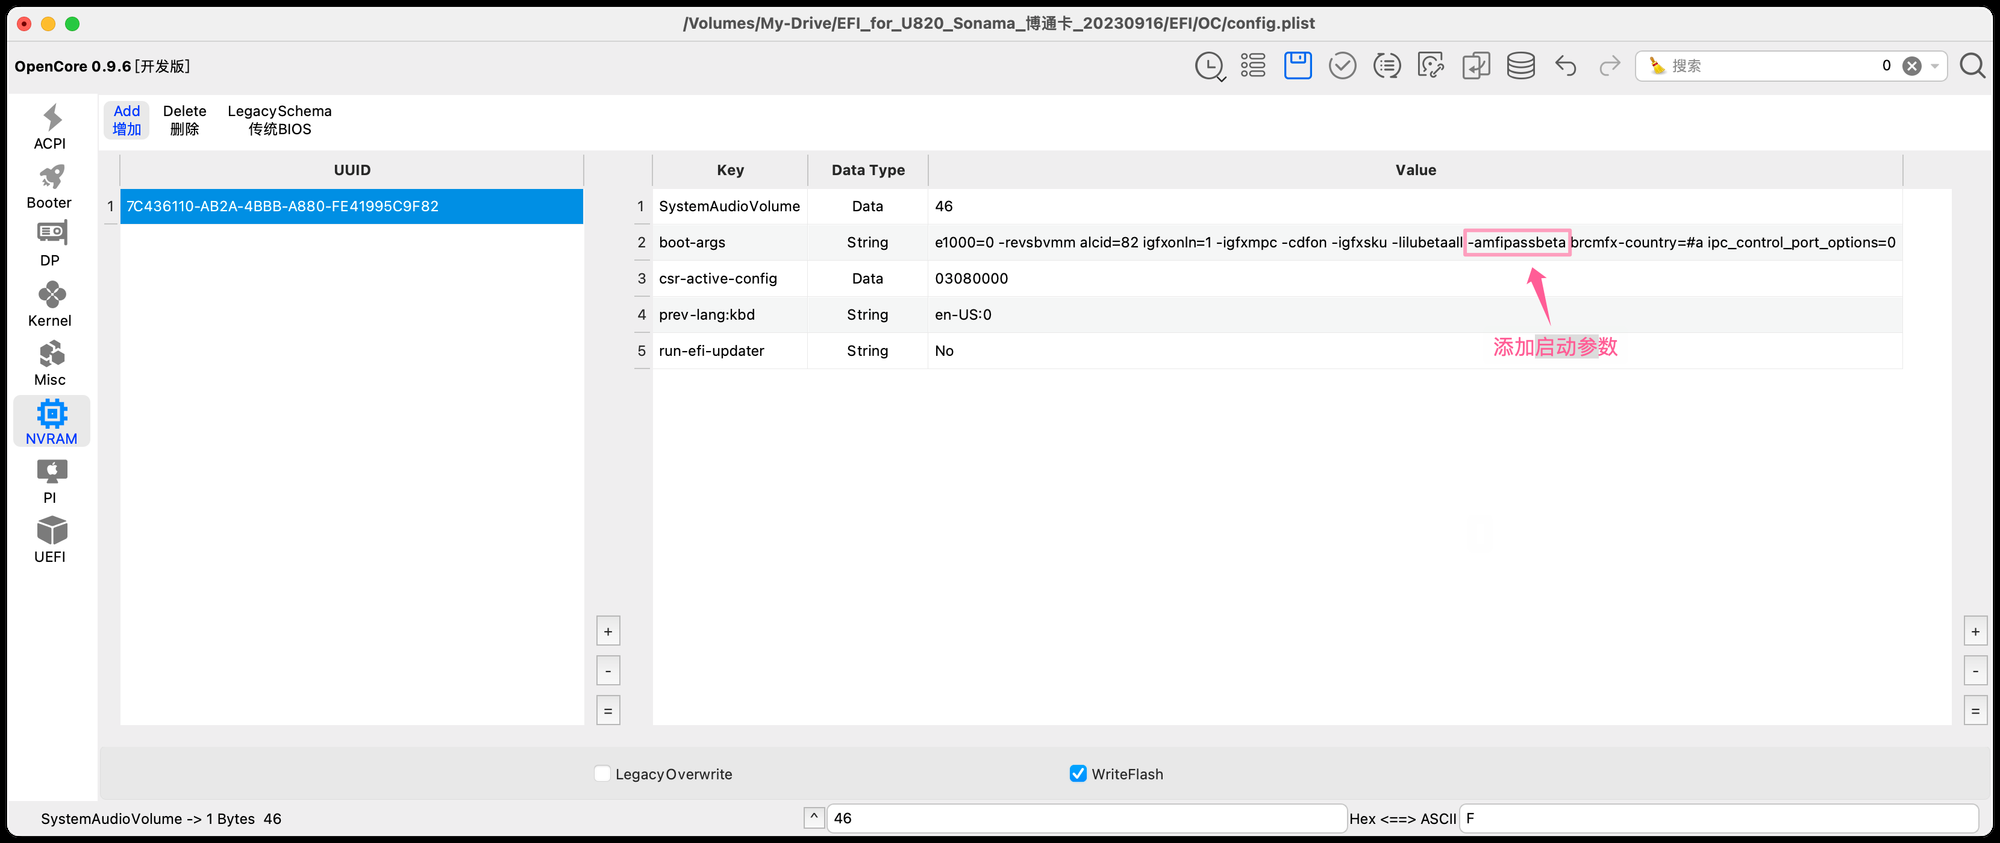 /Volumes/My-Drive/EFI_for_U820_Sonama_博通卡_20230916/EFI/OC/config.plist
OpenCore 0.9.6 [开发版]
搜索 0
Add 增加
Delete 删除
LegacySchema 传统BIOS
ACPI
Booter
DP
Kernel
Misc
NVRAM
PI
UEFI
UUID
1 7C436110-AB2A-4BBB-A880-FE41995C9F82
Key Data Type Value
1 SystemAudioVolume Data 46
2 boot-args String e1000=0 -revsbvmm alcid=82 igfxonln=1 -igfxmpc -cdfon -igfxsku -lilubetaall -amfipassbeta brcmfx-country=#a ipc_control_port_options=0
3 csr-active-config Data 03080000
4 prev-lang:kbd String en-US:0
5 run-efi-updater String No
添加启动参数
+
-
=
+
-
=
LegacyOverwrite WriteFlash
SystemAudioVolume -> 1 Bytes 46 ^ 46 Hex <==> ASCII F